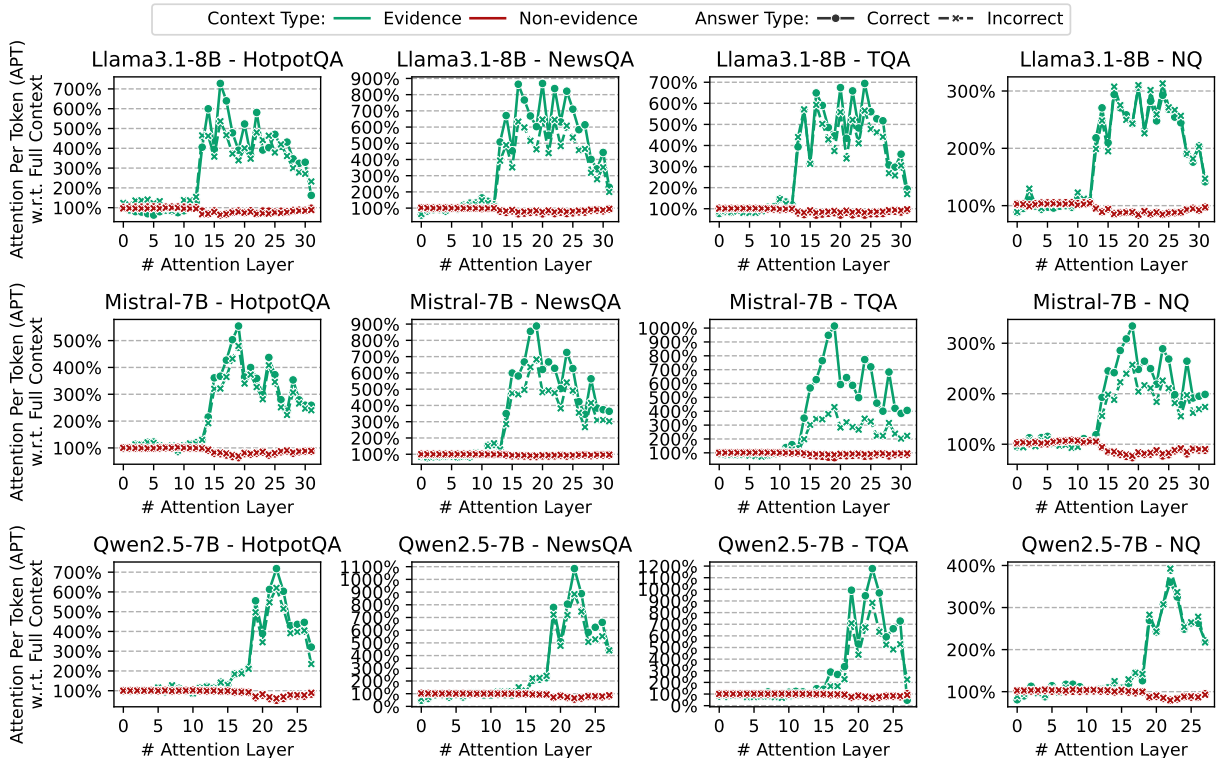 Context Type: Evidence Non-evidence Answer Type: Correct Incorrect
Llama3.1-8B - HotpotQA
Llama3.1-8B - NewsQA
Llama3.1-8B - TQA
Llama3.1-8B - NQ
Attention Per Token (APT)
w.r.t. Full Context
700%
600%
500%
400%
300%
200%
100%
0 5 10 15 20 25 30
# Attention Layer
900%
800%
700%
600%
500%
400%
300%
200%
100%
0 5 10 15 20 25 30
# Attention Layer
700%
600%
500%
400%
300%
200%
100%
0 5 10 15 20 25 30
# Attention Layer
300%
200%
100%
0 5 10 15 20 25 30
# Attention Layer
Mistral-7B - HotpotQA
Mistral-7B - NewsQA
Mistral-7B - TQA
Mistral-7B - NQ
Attention Per Token (APT)
w.r.t. Full Context
500%
400%
300%
200%
100%
0 5 10 15 20 25 30
# Attention Layer
900%
800%
700%
600%
500%
400%
300%
200%
100%
0 5 10 15 20 25 30
# Attention Layer
1000%
900%
800%
700%
600%
500%
400%
300%
200%
100%
0 5 10 15 20 25 30
# Attention Layer
300%
200%
100%
0 5 10 15 20 25 30
# Attention Layer
Qwen2.5-7B - HotpotQA
Qwen2.5-7B - NewsQA
Qwen2.5-7B - TQA
Qwen2.5-7B - NQ
Attention Per Token (APT)
w.r.t. Full Context
700%
600%
500%
400%
300%
200%
100%
0 5 10 15 20 25
# Attention Layer
1100%
1000%
900%
800%
700%
600%
500%
400%
300%
200%
100%
0%
0 5 10 15 20 25
# Attention Layer
1200%
1100%
1000%
900%
800%
700%
600%
500%
400%
300%
200%
100%
0%
0 5 10 15 20 25
# Attention Layer
400%
300%
200%
100%
0 5 10 15 20 25
# Attention Layer